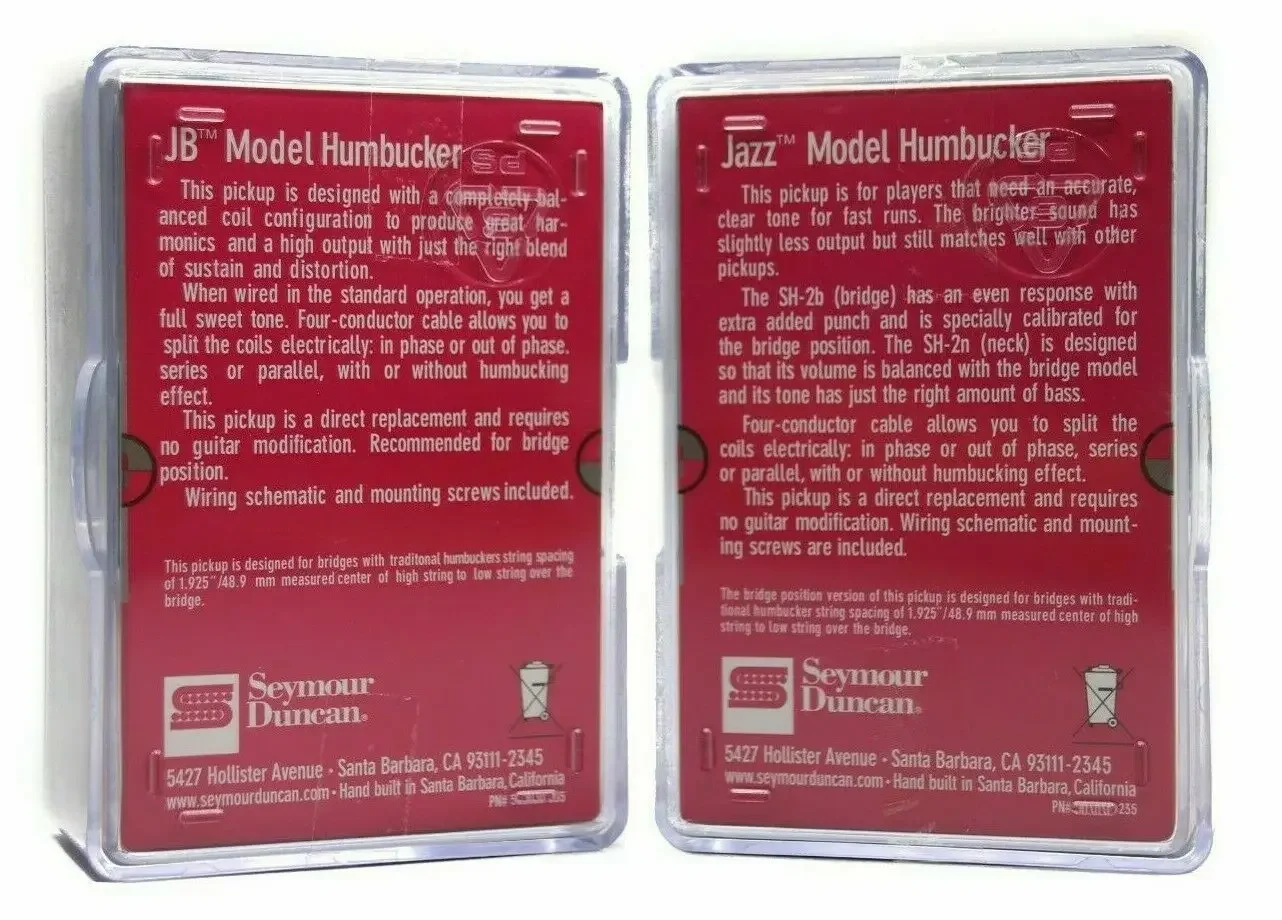 JB™ Model Humbucker
This pickup is designed with a completely bal-
anced coil configuration to produce great har-
monics and a high output with just the right blend
of sustain and distortion.
When wired in the standard operation, you get a
full sweet tone. Four-conductor cable allows you to
split the coils electrically: in phase or out of phase.
series or parallel, with or without humbucking
effect.
This pickup is a direct replacement and requires
no guitar modification. Recommended for bridge
position.
Wiring schematic and mounting screws included.
This pickup is designed for bridges with traditonal humbuckers string spacing
of 1.925"/48.9 mm measured center of high string to low string over the
bridge.
Seymour
Duncan®
5427 Hollister Avenue • Santa Barbara, CA 93111-2345
www.seymourduncan.com • Hand built in Santa Barbara, California
PN#
Jazz™ Model Humbucker
This pickup is for players that need an accurate,
clear tone for fast runs. The brighter sound has
slightly less output but still matches well with other
pickups.
The SH-2b (bridge) has an even response with
extra added punch and is specially calibrated for
the bridge position. The SH-2n (neck) is designed
so that its volume is balanced with the bridge model
and its tone has just the right amount of bass.
Four-conductor cable allows you to split the
coils electrically: in phase or out of phase, series
or parallel, with or without humbucking effect.
This pickup is a direct replacement and requires
no guitar modification. Wiring schematic and mount-
ing screws are included.
The bridge position version of this pickup is designed for bridges with tradi-
tional humbucker string spacing of 1.925"/48.9 mm measured center of high
string to low string over the bridge.
Seymour
Duncan®
5427 Hollister Avenue • Santa Barbara, CA 93111-2345
www.seymourduncan.com • Hand built in Santa Barbara, California
PN#